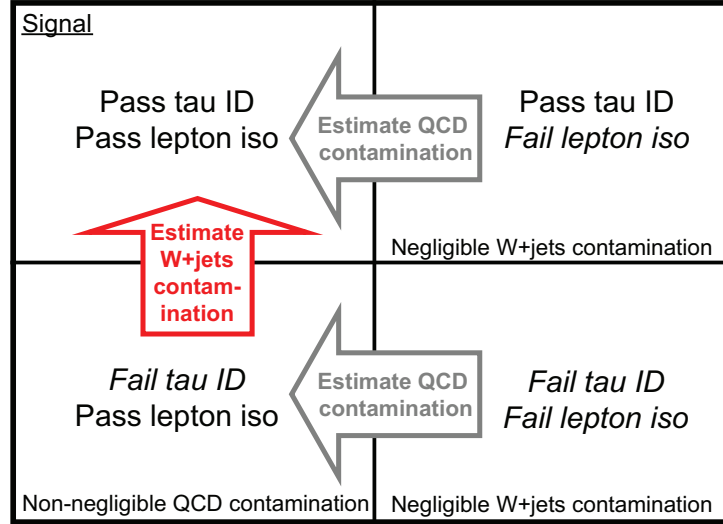 Signal
Pass tau ID
Pass lepton iso
Estimate QCD
contamination
Pass tau ID
Fail lepton iso
Negligible W+jets contamination
Estimate
W+jets
contam-
ination
Fail tau ID
Pass lepton iso
Non-negligible QCD contamination
Estimate QCD
contamination
Fail tau ID
Fail lepton iso
Negligible W+jets contamination